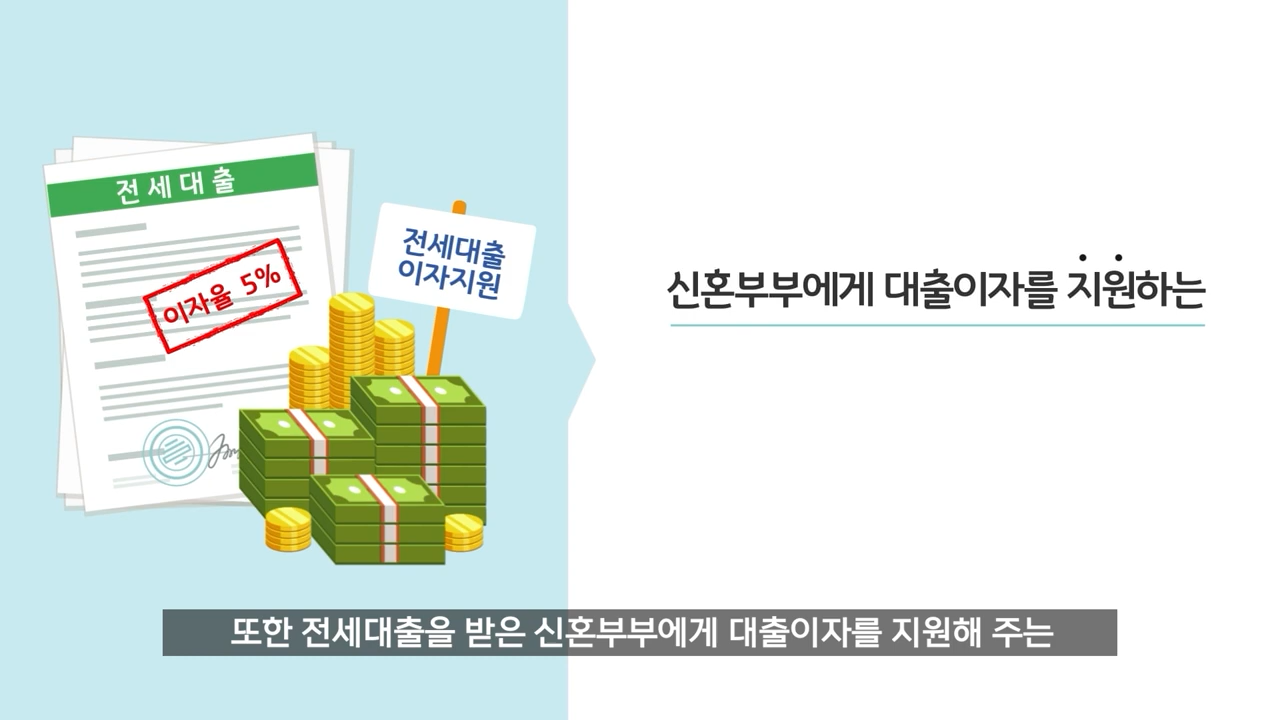 전세대출
이자율 5%
전세대출
이자지원
신혼부부에게 대출이자를 지원하는
또한 전세대출을 받은 신혼부부에게 대출이자를 지원해 주는